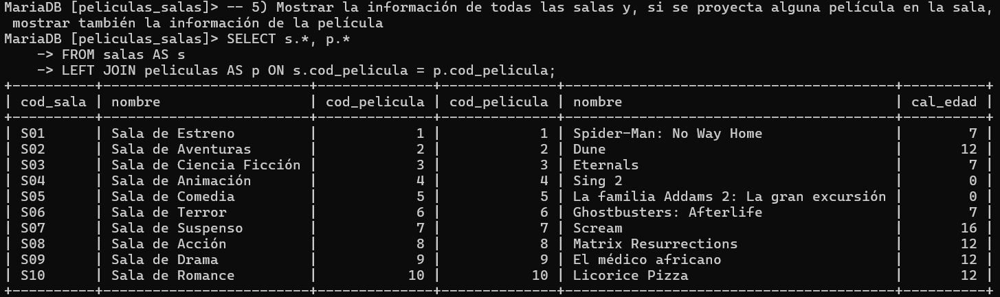 MariaDB [peliculas_salas]> -- 5) Mostrar la información de todas las salas y, si se proyecta alguna película en la sala,
 mostrar también la información de la película
MariaDB [peliculas_salas]> SELECT s.*, p.*
    -> FROM salas AS s
    -> LEFT JOIN peliculas AS p ON s.cod_pelicula = p.cod_pelicula;
+----------+------------------------+--------------+--------------+----------------------------------------+----------+
| cod_sala | nombre                 | cod_pelicula | cod_pelicula | nombre                                 | cal_edad |
+----------+------------------------+--------------+--------------+----------------------------------------+----------+
| S01      | Sala de Estreno        |            1 |            1 | Spider-Man: No Way Home                |        7 |
| S02      | Sala de Aventuras      |            2 |            2 | Dune                                   |       12 |
| S03      | Sala de Ciencia Ficción |            3 |            3 | Eternals                               |        7 |
| S04      | Sala de Animación      |            4 |            4 | Sing 2                                 |        0 |
| S05      | Sala de Comedia        |            5 |            5 | La familia Addams 2: La gran excursión |        0 |
| S06      | Sala de Terror         |            6 |            6 | Ghostbusters: Afterlife                |        7 |
| S07      | Sala de Suspenso       |            7 |            7 | Scream                                 |       16 |
| S08      | Sala de Acción         |            8 |            8 | Matrix Resurrections                   |       12 |
| S09      | Sala de Drama          |            9 |            9 | El médico africano                     |       12 |
| S10      | Sala de Romance        |           10 |           10 | Licorice Pizza                         |       12 |
+----------+------------------------+--------------+--------------+----------------------------------------+----------+